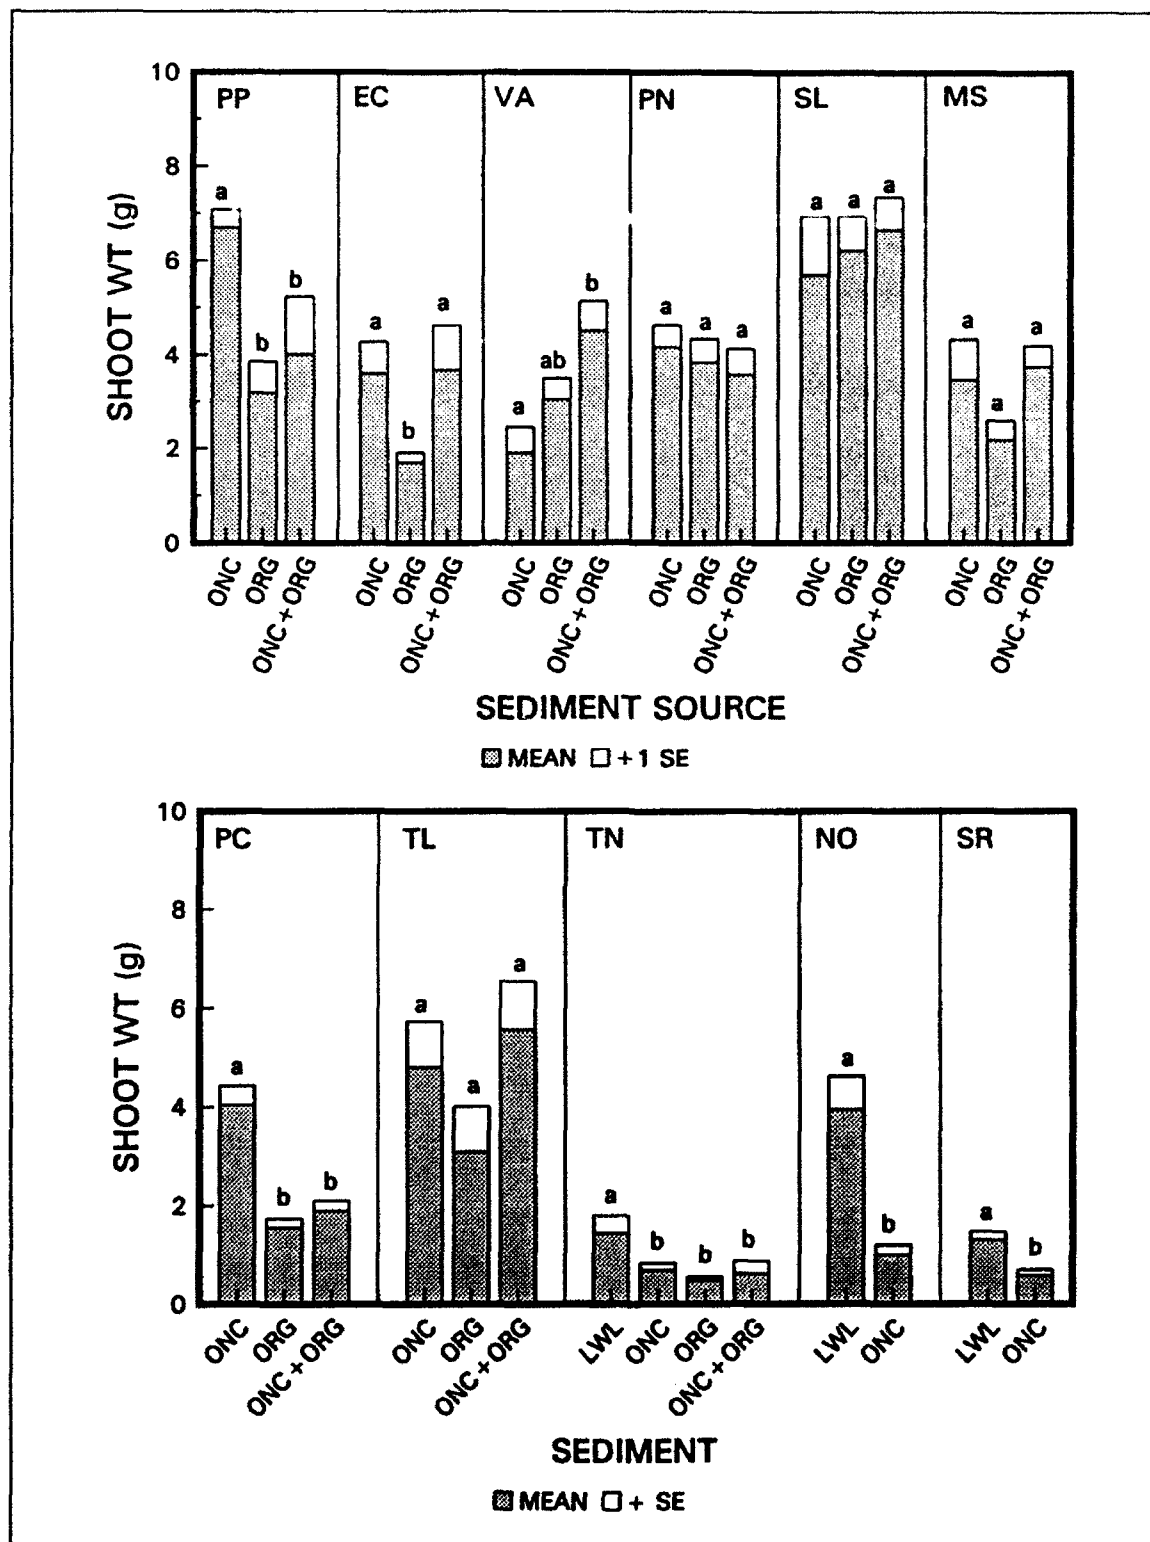 10
8
6
4
2
0
SHOOT WT (g)
PP EC VA PN SL MS
a b b a b a a ab b a a a a a a a a a
ONC ORG ONC + ORG ONC ORG ONC + ORG ONC ORG ONC + ORG ONC ORG ONC + ORG ONC ORG ONC + ORG ONC ORG ONC + ORG
SEDIMENT SOURCE
MEAN +1 SE
10
8
6
4
2
0
SHOOT WT (g)
PC TL TN NO SR
a b b a a a a b b b a b a b
ONC ORG ONC + ORG ONC ORG ONC + ORG LWL ONC ORG ONC + ORG LWL ONC LWL ONC
SEDIMENT
MEAN + SE